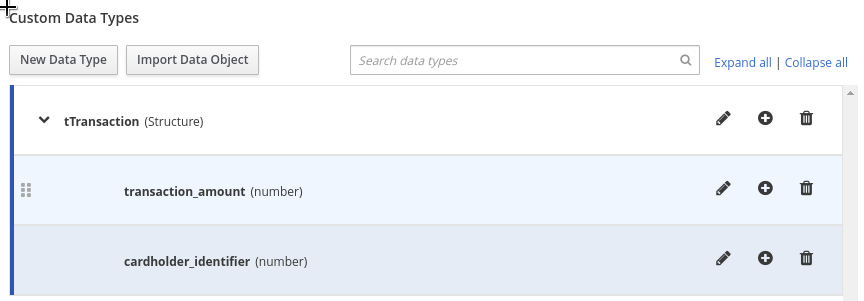 Custom Data Types
New Data Type Import Data Object Search data types Expand all | Collapse all
tTransaction (Structure)
transaction_amount (number)
cardholder_identifier (number)